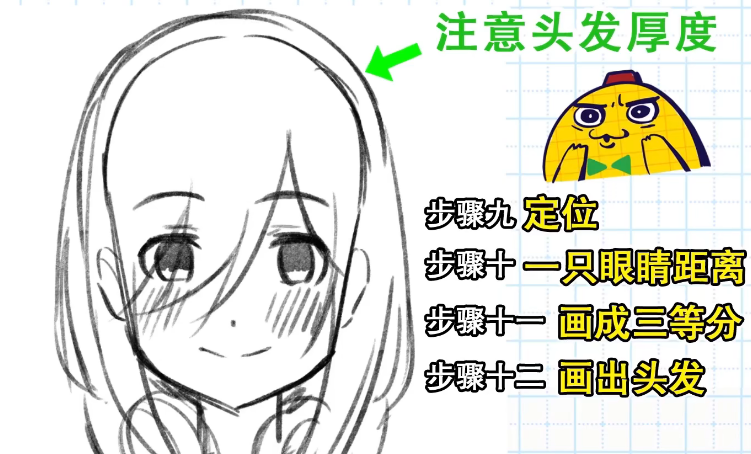 注意头发厚度
步骤九 定位
步骤十 一只眼睛距离
步骤十一 画成三等分
步骤十二 画出头发